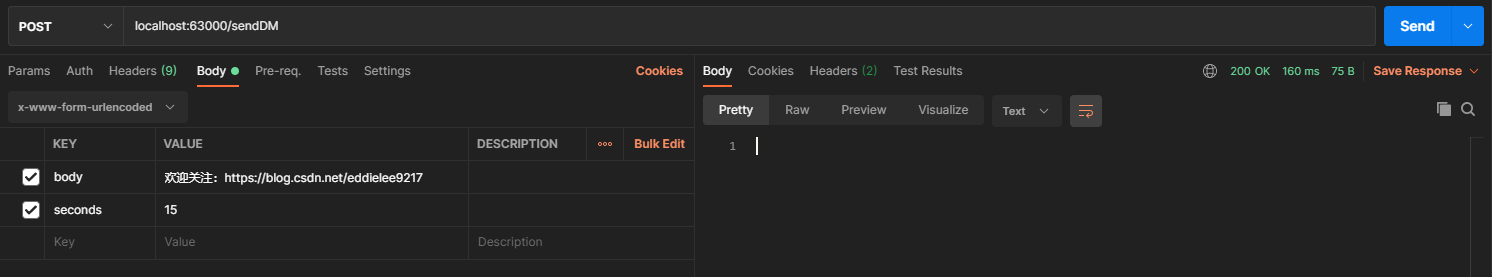 POST localhost:63000/sendDM Send
Params Auth Headers (9) Body Pre-req. Tests Settings Cookies
Body Cookies Headers (2) Test Results 200 OK 160 ms 75 B Save Response
x-www-form-urlencoded
Pretty Raw Preview Visualize Text
KEY VALUE DESCRIPTION ooo Bulk Edit
1
body 欢迎关注：https://blog.csdn.net/eddielee9217
seconds 15
Key Value Description